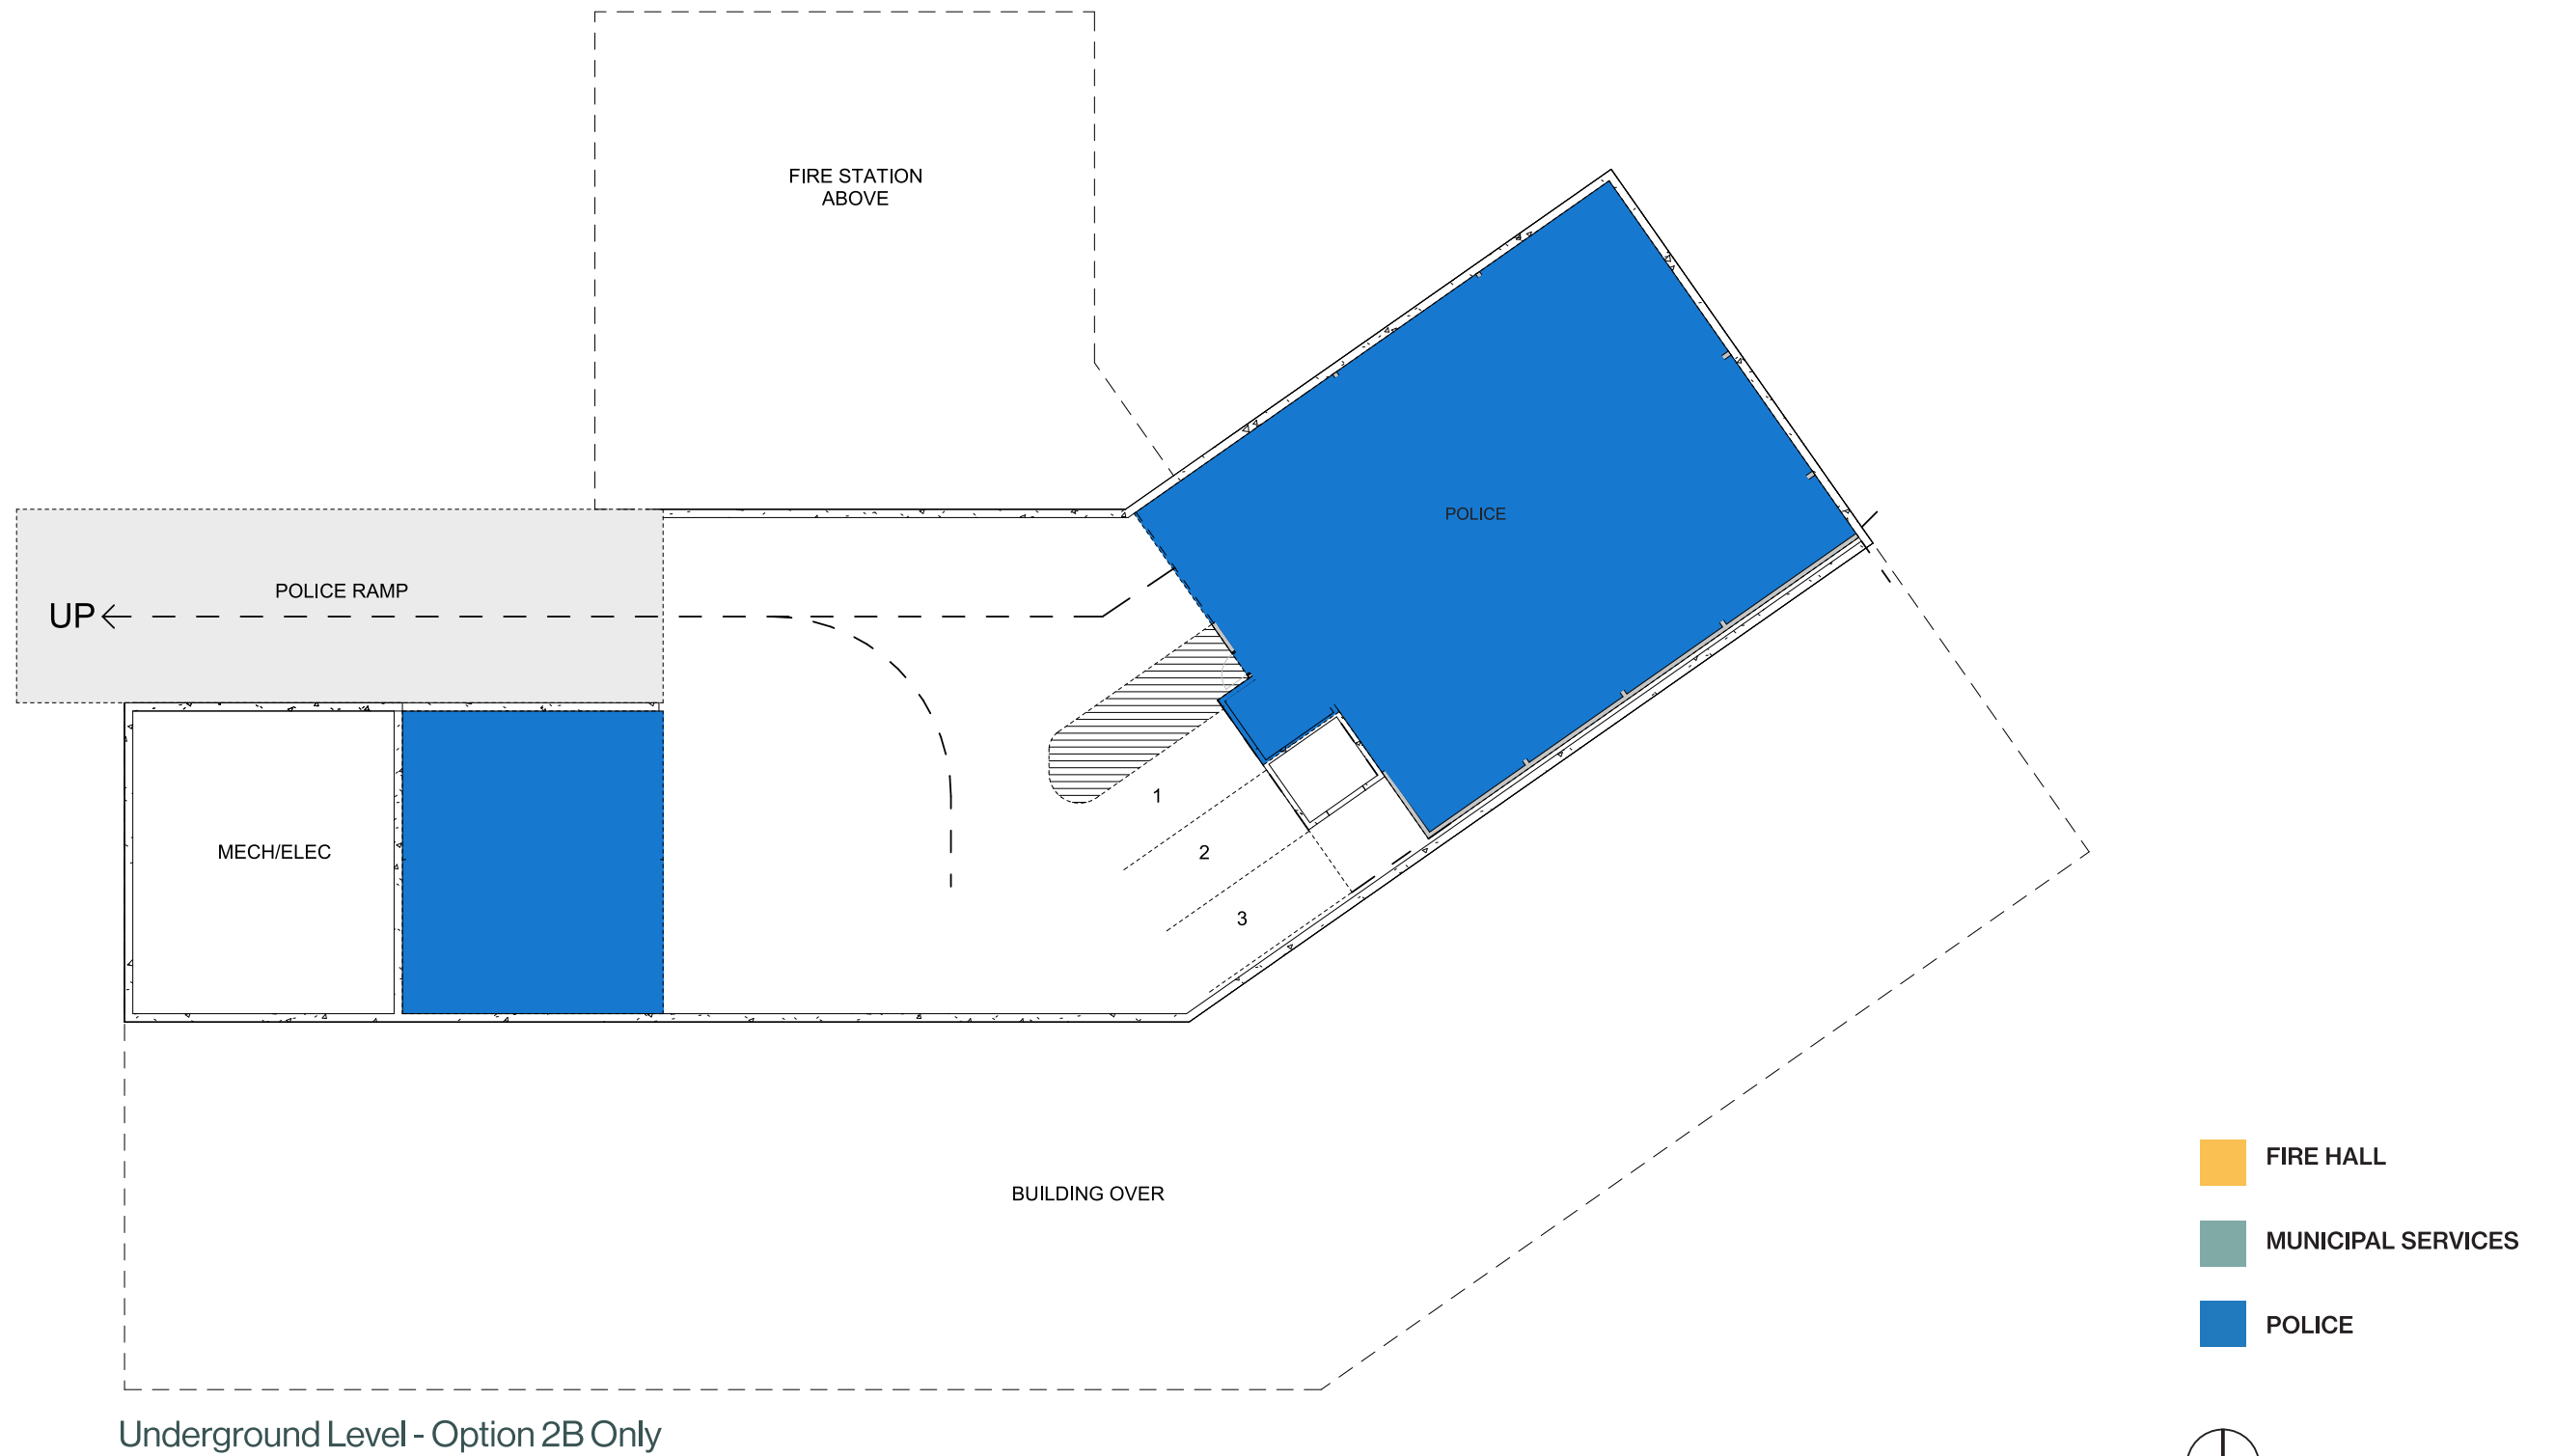 FIRE STATION
ABOVE
POLICE
POLICE RAMP
UP
MECH/ELEC
1
2
3
BUILDING OVER
FIRE HALL
MUNICIPAL SERVICES
POLICE
Underground Level - Option 2B Only